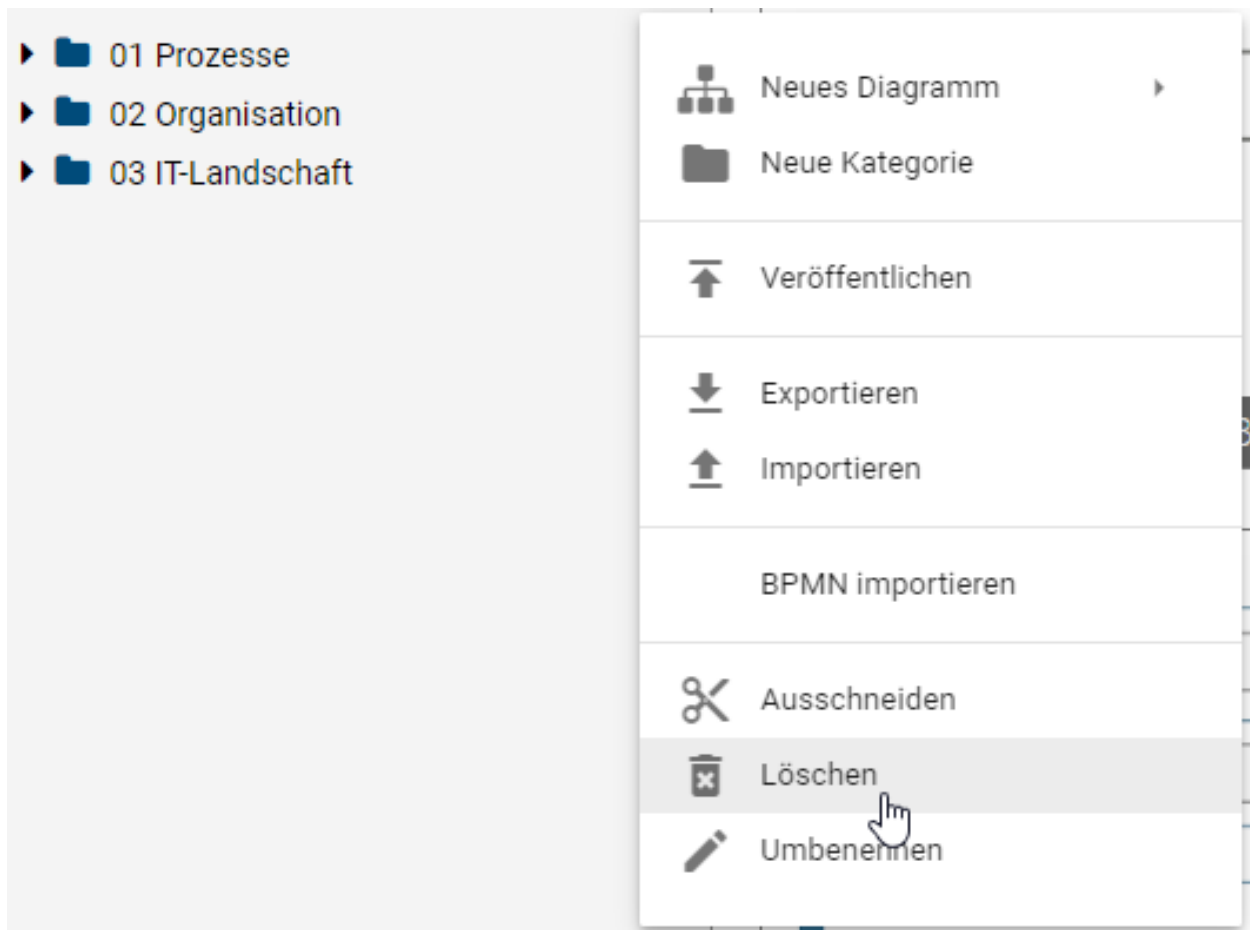 01 Prozesse
02 Organisation
03 IT-Landschaft
Neues Diagramm
Neue Kategorie
Veröffentlichen
Exportieren
Importieren
BPMN importieren
Ausschneiden
Löschen
Umbenennen